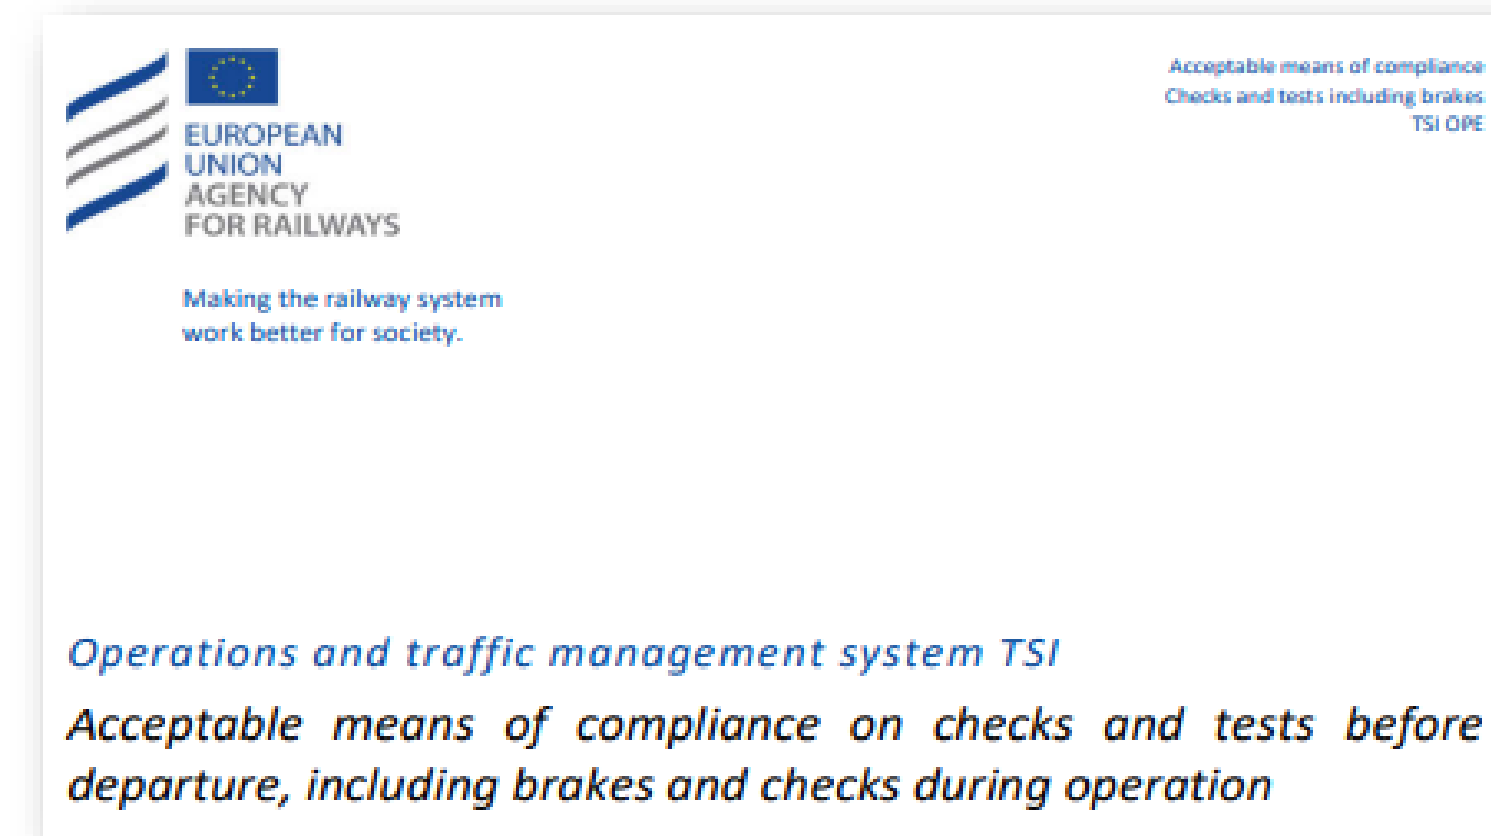 EUROPEAN
UNION
AGENCY
FOR RAILWAYS
Making the railway system
work better for society.
Acceptable means of compliance
Checks and tests including brakes
TSI OPE
Operations and traffic management system TSI
Acceptable means of compliance on checks and tests before
departure, including brakes and checks during operation